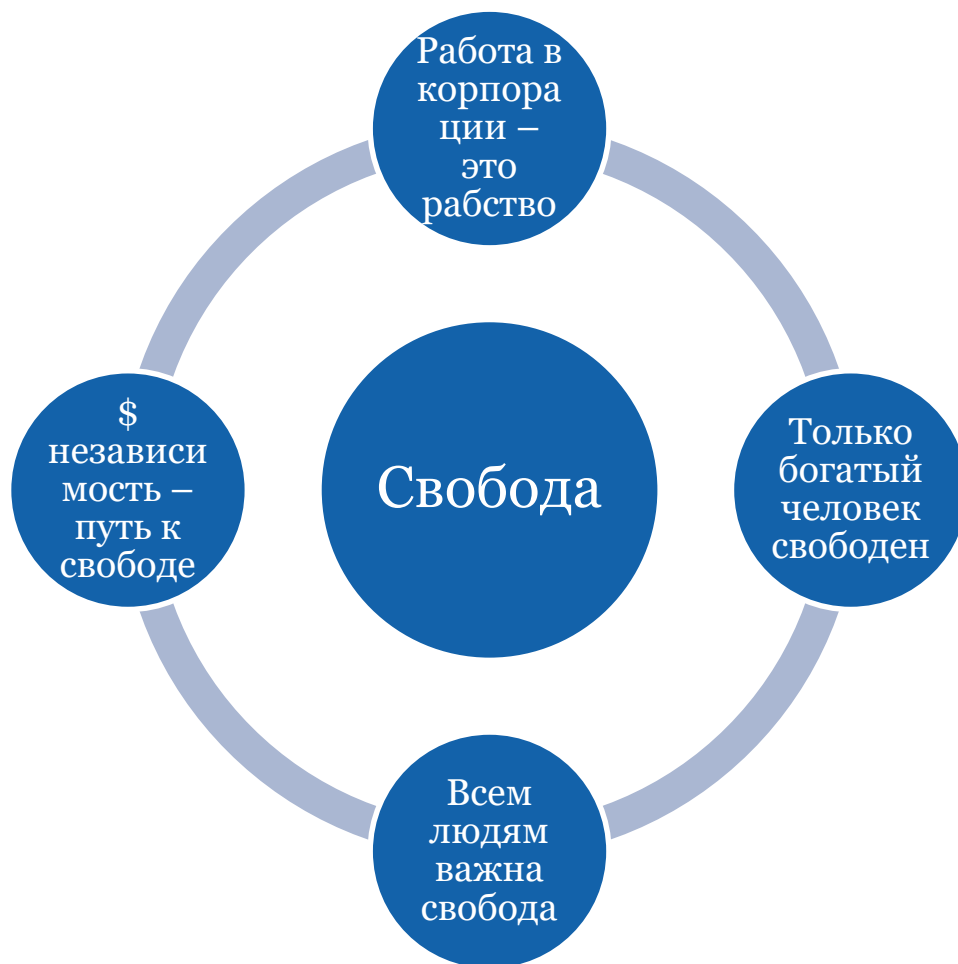 Работа в
корпора
ции –
это
рабство
$
независи
мость –
путь к
свободе
Свобода
Только
богатый
человек
свободен
Всем
людям
важна
свобода